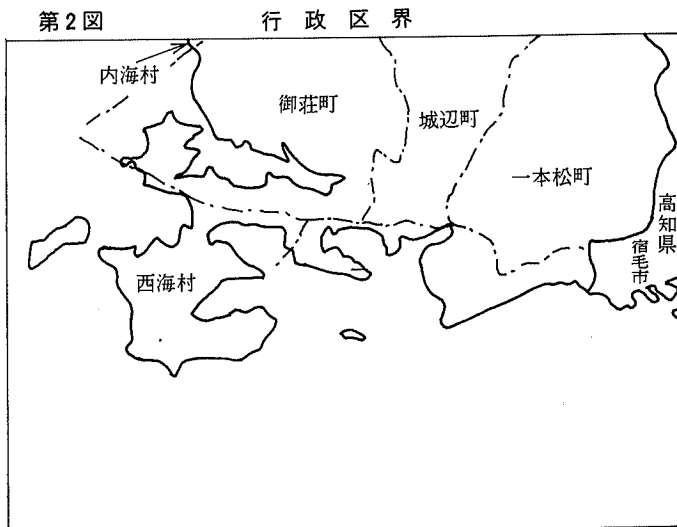 第2図 行政区界
内海村
御荘町
城辺町
一本松町
高知県
宿毛市
西海村